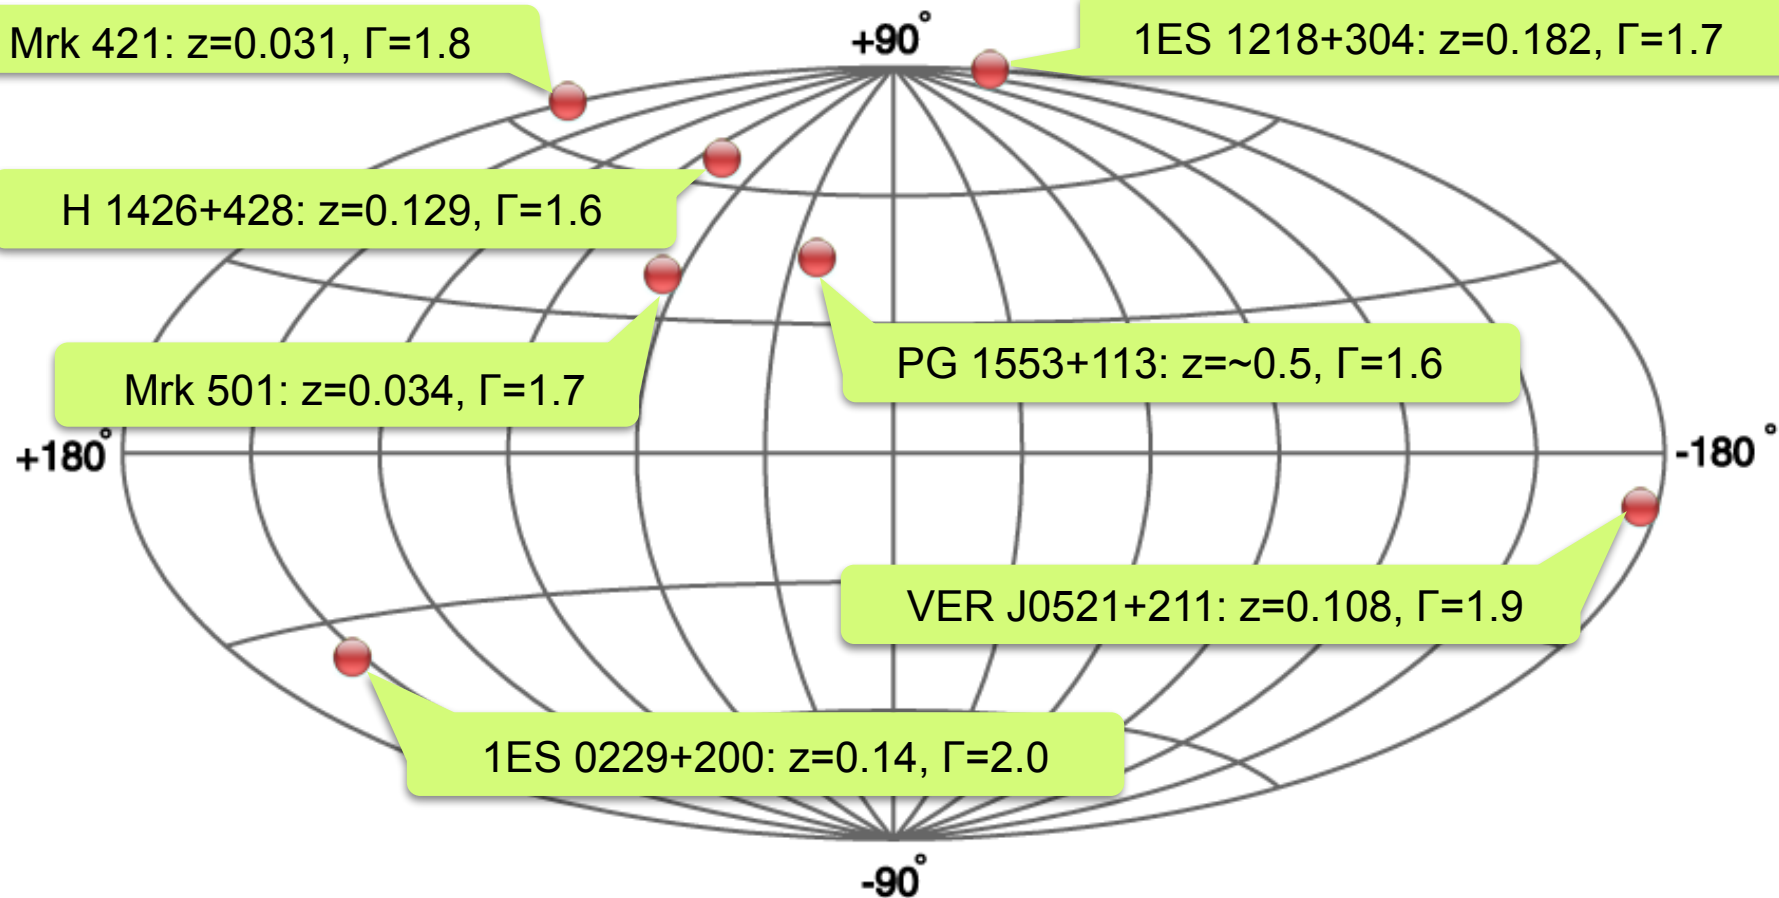 Mrk 421: z=0.031, Γ=1.8
+90°
1ES 1218+304: z=0.182, Γ=1.7
H 1426+428: z=0.129, Γ=1.6
PG 1553+113: z=~0.5, Γ=1.6
Mrk 501: z=0.034, Γ=1.7
+180°
-180°
VER J0521+211: z=0.108, Γ=1.9
1ES 0229+200: z=0.14, Γ=2.0
-90°